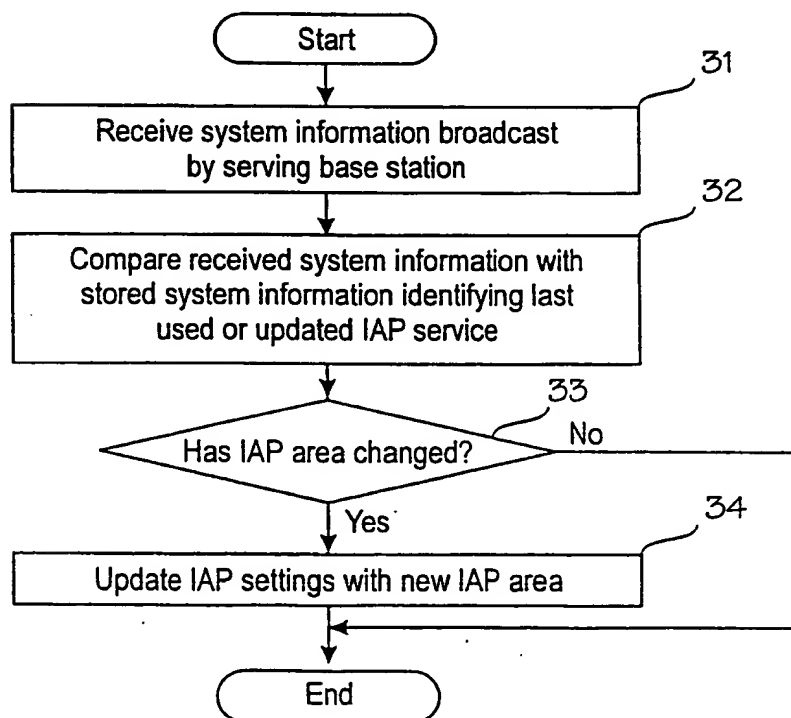 Start
31
Receive system information broadcast
by serving base station
32
Compare received system information with
stored system information identifying last
used or updated IAP service
33
Has IAP area changed?
No
Yes
34
Update IAP settings with new IAP area
End